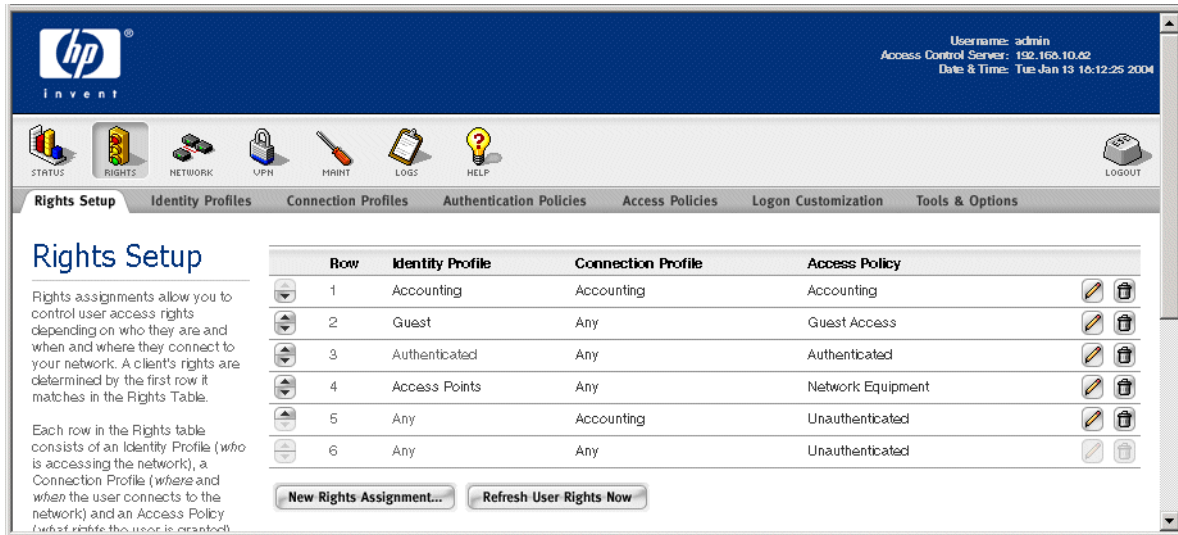 hp
®
invent
Username: admin
Access Control Server: 192.168.10.82
Date & Time: Tue Jan 13 16:12:25 2004
STATUS RIGHTS NETWORK VPN MAINT LOGS HELP LOGOUT
Rights Setup Identity Profiles Connection Profiles Authentication Policies Access Policies Logon Customization Tools & Options
Rights Setup
Rights assignments allow you to
control user access rights
depending on who they are and
when and where they connect to
your network. A client's rights are
determined by the first row it
matches in the Rights Table.
Each row in the Rights table
consists of an Identity Profile (who
is accessing the network), a
Connection Profile (where and
when the user connects to the
network) and an Access Policy
(what rights the user is granted)
Row Identity Profile Connection Profile Access Policy
1 Accounting Accounting Accounting
2 Guest Any Guest Access
3 Authenticated Any Authenticated
4 Access Points Any Network Equipment
5 Any Accounting Unauthenticated
6 Any Any Unauthenticated
New Rights Assignment... Refresh User Rights Now